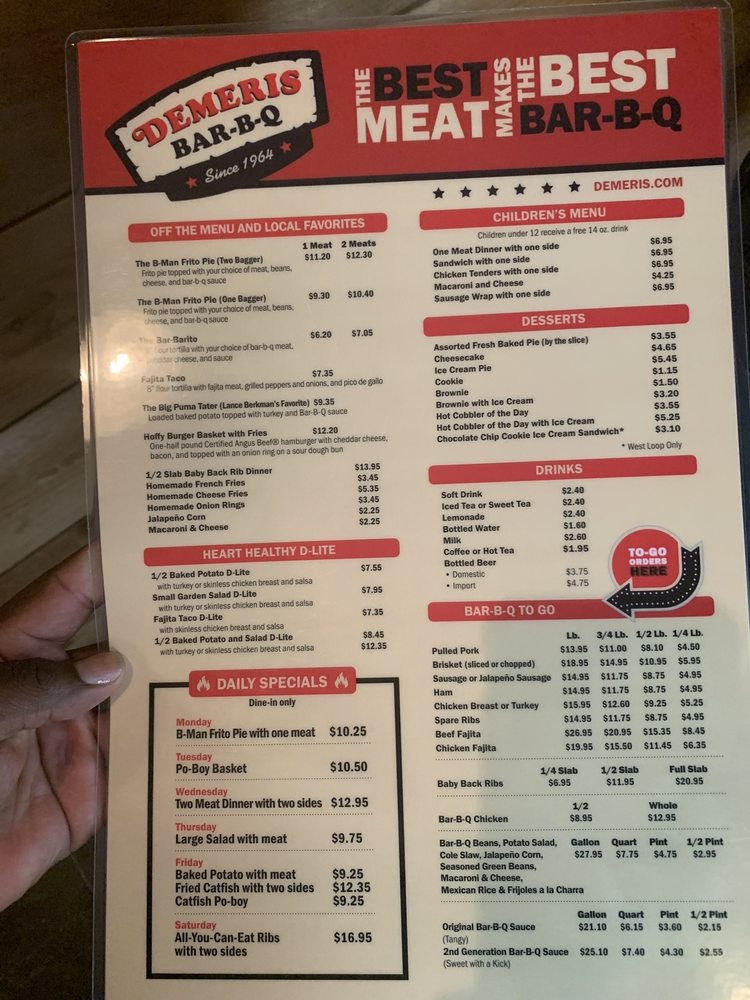 DEMERIS
BAR-B-Q
Since 1964
THE BEST MEAT MAKES THE BEST BAR-B-Q
DEMERIS.COM
OFF THE MENU AND LOCAL FAVORITES
1 Meat 2 Meats
The B-Man Frito Pie (Two Bagger) $11.20 $12.30
Frito pie topped with your choice of meat, beans,
cheese, and bar-b-q sauce
The B-Man Frito Pie (One Bagger) $9.30 $10.40
Frito pie topped with your choice of meat, beans,
cheese, and bar-b-q sauce
The Bar-Barito $6.20 $7.05
flour tortilla with your choice of bar-b-q meat,
cheddar cheese, and sauce
Fajita Taco $7.35
8" flour tortilla with fajita meat, grilled peppers and onions, and pico de gallo
The Big Puma Tater (Lance Berkman's Favorite) $9.35
Loaded baked potato topped with turkey and Bar-B-Q sauce
Hoffy Burger Basket with Fries $12.20
One-half pound Certified Angus Beef® hamburger with cheddar cheese,
bacon, and topped with an onion ring on a sour dough bun
1/2 Slab Baby Back Rib Dinner $13.95
Homemade French Fries $3.45
Homemade Cheese Fries $5.35
Homemade Onion Rings $3.45
Jalapeño Corn $2.25
Macaroni & Cheese $2.25
HEART HEALTHY D-LITE
1/2 Baked Potato D-Lite $7.55
with turkey or skinless chicken breast and salsa
Small Garden Salad D-Lite $7.95
with turkey or skinless chicken breast and salsa
Fajita Taco D-Lite $7.35
with skinless chicken breast and salsa
1/2 Baked Potato and Salad D-Lite $8.45
with turkey or skinless chicken breast and salsa $12.35
DAILY SPECIALS
Dine-in only
Monday
B-Man Frito Pie with one meat $10.25
Tuesday
Po-Boy Basket $10.50
Wednesday
Two Meat Dinner with two sides $12.95
Thursday
Large Salad with meat $9.75
Friday
Baked Potato with meat $9.25
Fried Catfish with two sides $12.35
Catfish Po-boy $9.25
Saturday
All-You-Can-Eat Ribs $16.95
with two sides
CHILDREN'S MENU
Children under 12 receive a free 14 oz. drink
One Meat Dinner with one side $6.95
Sandwich with one side $6.95
Chicken Tenders with one side $6.95
Macaroni and Cheese $4.25
Sausage Wrap with one side $6.95
DESSERTS
Assorted Fresh Baked Pie (by the slice) $3.55
Cheesecake $4.65
Ice Cream Pie $5.45
Cookie $1.15
Brownie $1.50
Brownie with Ice Cream $3.20
Hot Cobbler of the Day $3.55
Hot Cobbler of the Day with Ice Cream $5.25
Chocolate Chip Cookie Ice Cream Sandwich* $3.10
* West Loop Only
DRINKS
Soft Drink $2.40
Iced Tea or Sweet Tea $2.40
Lemonade $2.40
Bottled Water $1.60
Milk $2.60
Coffee or Hot Tea $1.95
Bottled Beer
• Domestic $3.75
• Import $4.75
TO-GO
ORDERS
HERE
BAR-B-Q TO GO
Lb. 3/4 Lb. 1/2 Lb. 1/4 Lb.
Pulled Pork $13.95 $11.00 $8.10 $4.50
Brisket (sliced or chopped) $18.95 $14.95 $10.95 $5.95
Sausage or Jalapeño Sausage $14.95 $11.75 $8.75 $4.95
Ham $14.95 $11.75 $8.75 $4.95
Chicken Breast or Turkey $15.95 $12.60 $9.25 $5.25
Spare Ribs $14.95 $11.75 $8.75 $4.95
Beef Fajita $26.95 $20.95 $15.35 $8.45
Chicken Fajita $19.95 $15.50 $11.45 $6.35
1/4 Slab 1/2 Slab Full Slab
Baby Back Ribs $6.95 $11.95 $20.95
1/2 Whole
Bar-B-Q Chicken $8.95 $12.95
Bar-B-Q Beans, Potato Salad, Gallon Quart Pint 1/2 Pint
Cole Slaw, Jalapeño Corn, $27.95 $7.75 $4.75 $2.95
Seasoned Green Beans,
Macaroni & Cheese,
Mexican Rice & Frijoles a la Charra
Gallon Quart Pint 1/2 Pint
Original Bar-B-Q Sauce $21.10 $6.15 $3.60 $2.15
(Tangy)
2nd Generation Bar-B-Q Sauce $25.10 $7.40 $4.30 $2.55
(Sweet with a Kick)